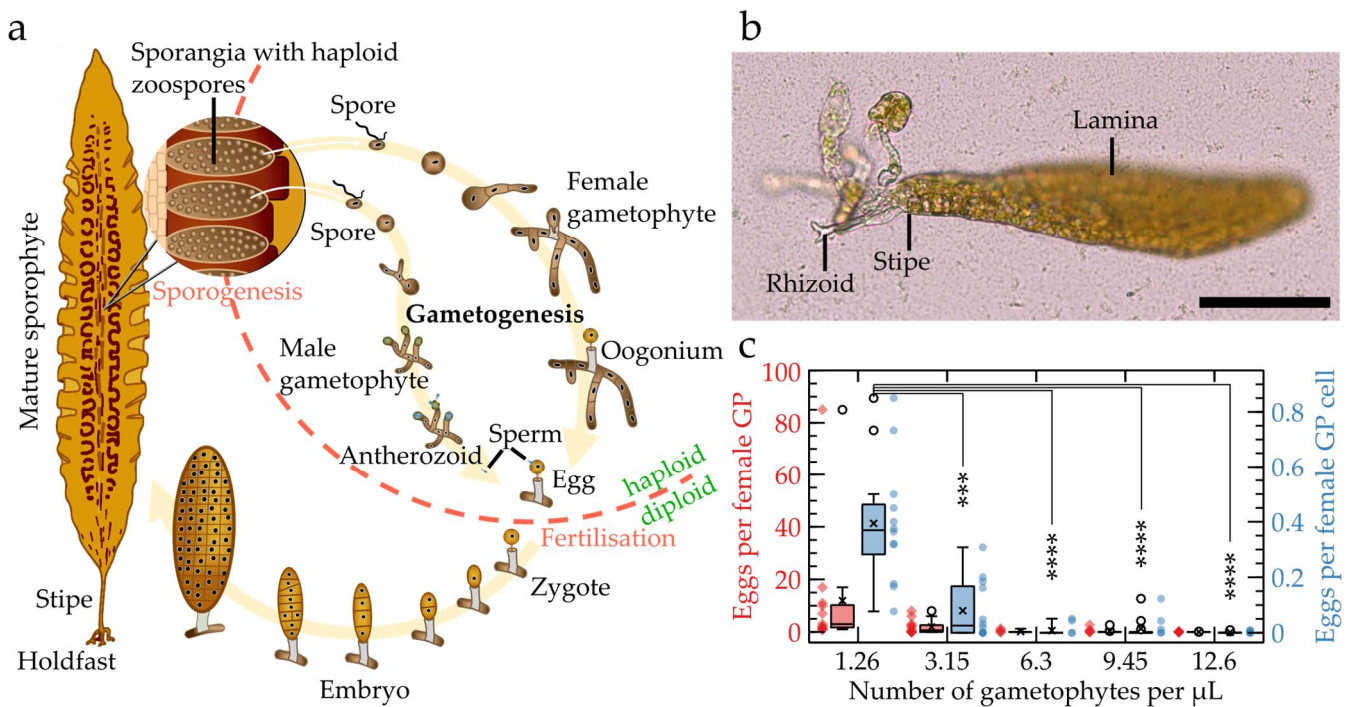 a
Sporangia with haploid
zoospores
Spore
Spore
Female
gametophyte
Mature sporophyte
Sporogenesis
Gametogenesis
Male
gametophyte
Oogonium
Antherozoid
Sperm
Egg
haploid
diploid
Fertilisation
Zygote
Embryo
Stipe
Holdfast
b
Lamina
Stipe
Rhizoid
c
Eggs per female GP
100
80
60
40
20
0
***
****
****
****
0.8
0.6
0.4
0.2
0
Eggs per female GP cell
1.26 3.15 6.3 9.45 12.6
Number of gametophytes per µL